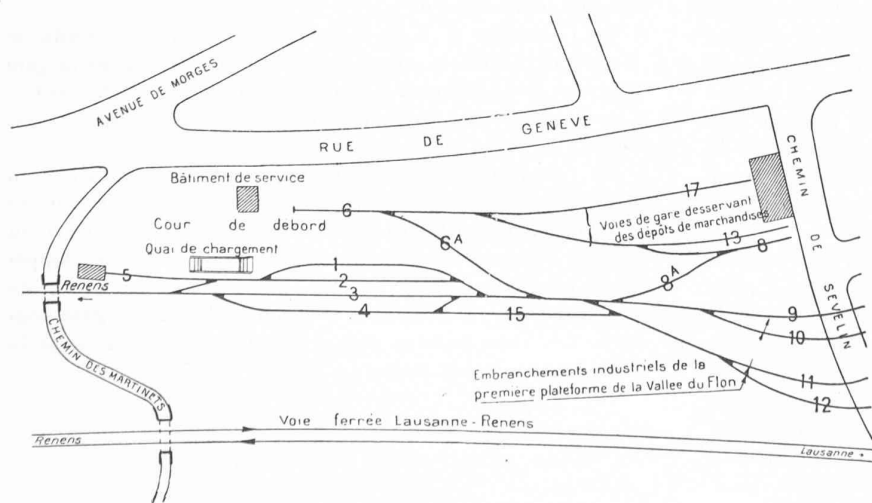 AVENUE DE MORGES
RUE DE GENEVE
CHEMIN DE SEVELIN
Bâtiment de service
Cour de débord
Quai de chargement
17
6
Voies de gare desservant
des dépôts de marchandises
13
8
6A
8A
1
5
2
Renens
3
4
15
9
10
11
12
Embranchements industriels de la
premiere plateforme de la Vallée du Flon
CHEMIN DES MARTINETS
Voie ferrée Lausanne-Renens
Renens
Lausanne